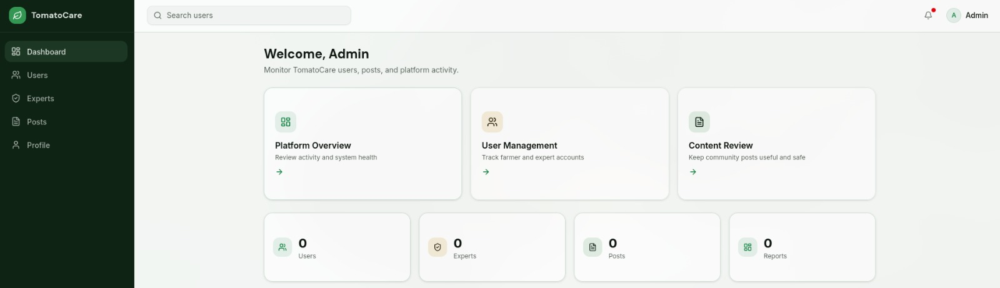 TomatoCare
Search users
A
Admin
Dashboard
Users
Experts
Posts
Profile
Welcome, Admin
Monitor TomatoCare users, posts, and platform activity.
Platform Overview
Review activity and system health
User Management
Track farmer and expert accounts
Content Review
Keep community posts useful and safe
0
Users
0
Experts
0
Posts
0
Reports